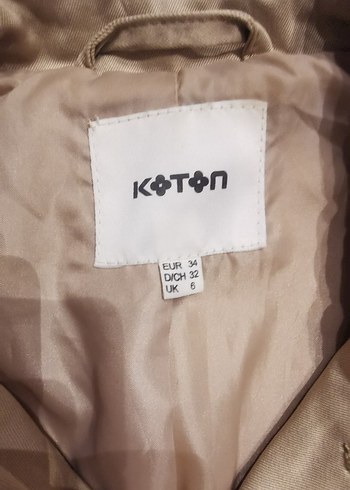 KOTON
EUR 34
D/CH 32
UK 6